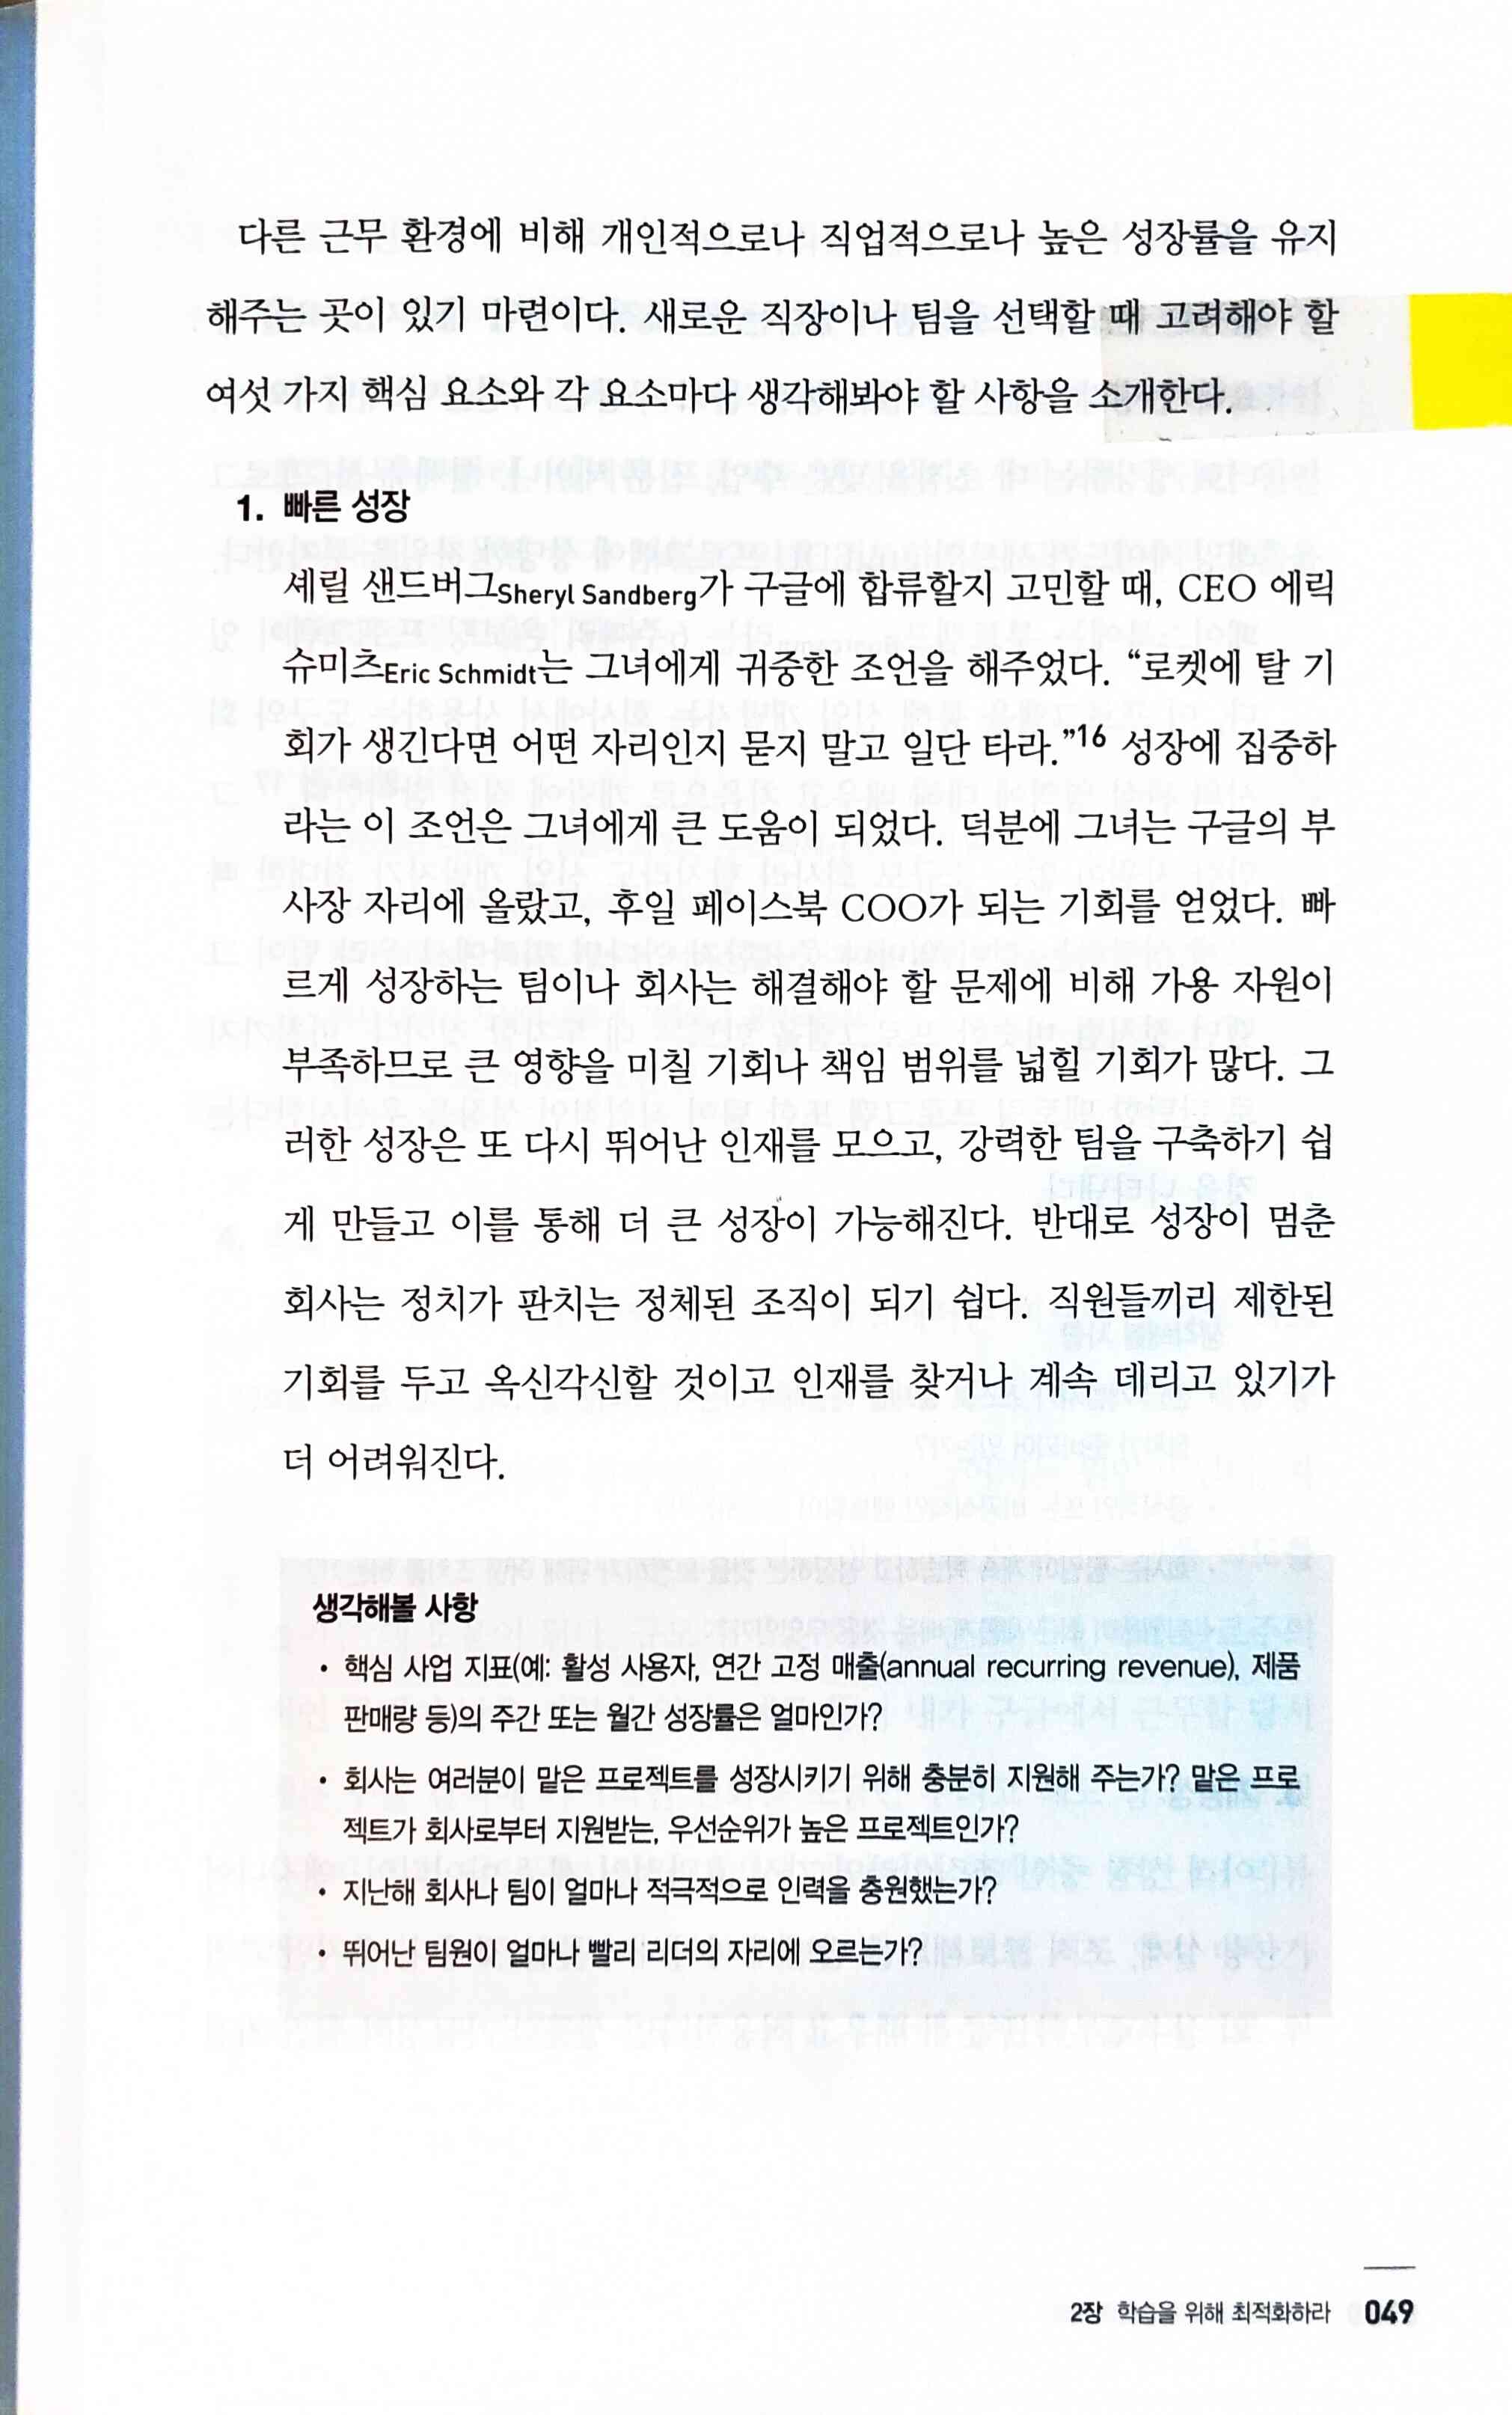 다른 근무 환경에 비해 개인적으로나 직업적으로나 높은 성장률을 유지
해주는 곳이 있기 마련이다. 새로운 직장이나 팀을 선택할 때 고려해야 할
여섯 가지 핵심 요소와 각 요소마다 생각해봐야 할 사항을 소개한다.
1. 빠른 성장
셰릴 샌드버그Sheryl Sandberg가 구글에 합류할지 고민할 때, CEO 에릭
슈미츠Eric Schmidt는 그녀에게 귀중한 조언을 해주었다. “로켓에 탈 기
회가 생긴다면 어떤 자리인지 묻지 말고 일단 타라.”16 성장에 집중하
라는 이 조언은 그녀에게 큰 도움이 되었다. 덕분에 그녀는 구글의 부
사장 자리에 올랐고, 후일 페이스북 COO가 되는 기회를 얻었다. 빠
르게 성장하는 팀이나 회사는 해결해야 할 문제에 비해 가용 자원이
부족하므로 큰 영향을 미칠 기회나 책임 범위를 넓힐 기회가 많다. 그
러한 성장은 또 다시 뛰어난 인재를 모으고, 강력한 팀을 구축하기 쉽
게 만들고 이를 통해 더 큰 성장이 가능해진다. 반대로 성장이 멈춘
회사는 정치가 판치는 정체된 조직이 되기 쉽다. 직원들끼리 제한된
기회를 두고 옥신각신할 것이고 인재를 찾거나 계속 데리고 있기가
더 어려워진다.
생각해볼 사항
• 핵심 사업 지표(예: 활성 사용자, 연간 고정 매출(annual recurring revenue), 제품
판매량 등)의 주간 또는 월간 성장률은 얼마인가?
• 회사는 여러분이 맡은 프로젝트를 성장시키기 위해 충분히 지원해 주는가? 맡은 프로
젝트가 회사로부터 지원받는, 우선순위가 높은 프로젝트인가?
• 지난해 회사나 팀이 얼마나 적극적으로 인력을 충원했는가?
• 뛰어난 팀원이 얼마나 빨리 리더의 자리에 오르는가?
2장 학습을 위해 최적화하라 049